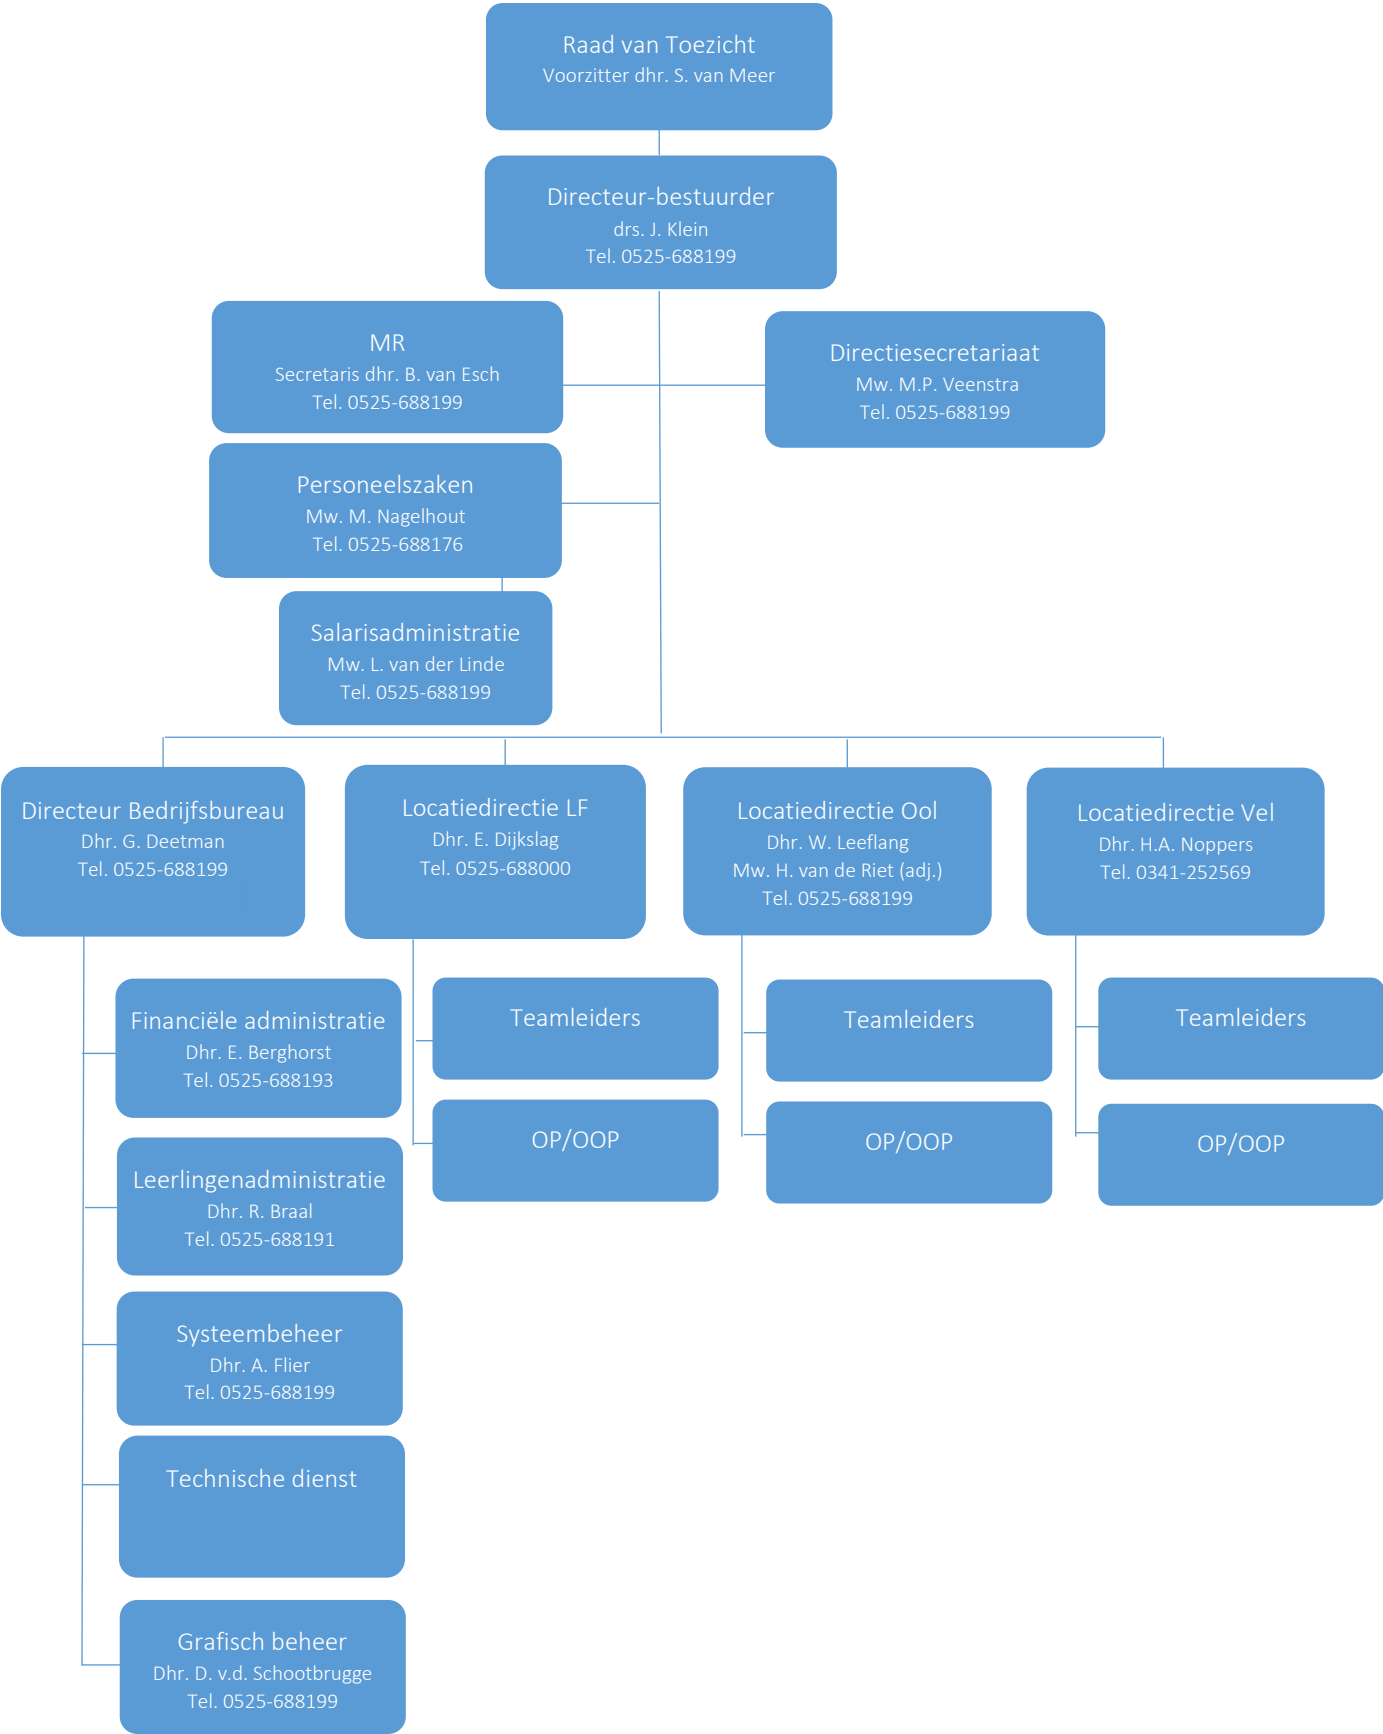 Raad van Toezicht
Voorzitter dhr. S. van Meer
Directeur-bestuurder
drs. J. Klein
Tel. 0525-688199
MR
Secretaris dhr. B. van Esch
Tel. 0525-688199
Directiesecretariaat
Mw. M.P. Veenstra
Tel. 0525-688199
Personeelszaken
Mw. M. Nagelhout
Tel. 0525-688176
Salarisadministratie
Mw. L. van der Linde
Tel. 0525-688199
Directeur Bedrijfsbureau
Dhr. G. Deetman
Tel. 0525-688199
Locatiedirectie LF
Dhr. E. Dijkslag
Tel. 0525-688000
Locatiedirectie Ool
Dhr. W. Leeflang
Mw. H. van de Riet (adj.)
Tel. 0525-688199
Locatiedirectie Vel
Dhr. H.A. Noppers
Tel. 0341-252569
Financiële administratie
Dhr. E. Berghorst
Tel. 0525-688193
Leerlingenadministratie
Dhr. R. Braal
Tel. 0525-688191
Systeembeheer
Dhr. A. Flier
Tel. 0525-688199
Technische dienst
Grafisch beheer
Dhr. D. v.d. Schootbrugge
Tel. 0525-688199
Teamleiders
OP/OOP
Teamleiders
OP/OOP
Teamleiders
OP/OOP